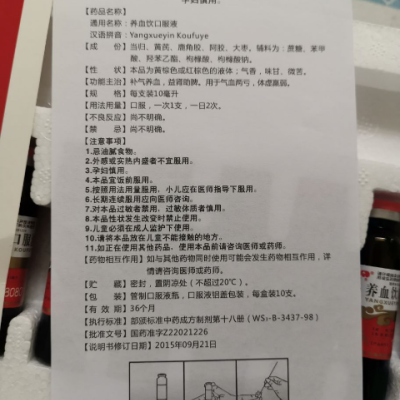 孕妇慎用。
【药品名称】
通用名称：养血饮口服液
汉语拼音：Yangxueyin Koufuye
【成　份】当归、黄芪、鹿角胶、阿胶、大枣。辅料为：蔗糖、苯甲
酸、羟苯乙酯、枸橼酸、枸橼酸钠。
【性　状】本品为黄棕色或红棕色的液体；气香，味甘、微苦。
【功能主治】补气养血，益肾助脾。用于气血两亏，体虚羸弱。
【规　格】每支装10毫升
【用法用量】口服，一次1支，一日2次。
【不良反应】尚不明确。
【禁　忌】尚不明确。
【注意事项】
1.忌油腻食物。
2.外感或实热内盛者不宜服用。
3.孕妇慎用。
4.本品宜饭前服用。
5.按照用法用量服用，小儿应在医师指导下服用。
6.长期连续服用应向医师咨询。
7.对本品过敏者禁用，过敏体质者慎用。
8.本品性状发生改变时禁止使用。
9.儿童必须在成人监护下使用。
10.请将本品放在儿童不能接触的地方。
11.如正在使用其他药品，使用本品前请咨询医师或药师。
【药物相互作用】如与其他药物同时使用可能会发生药物相互作用，详
情请咨询医师或药师。
【贮　藏】密封，置阴凉处（不超过20℃）。
【包　装】管制口服液瓶，口服液铝盖包装，每盒装10支。
【有 效 期】36个月
【执行标准】部颁标准中药成方制剂第十八册（WS₃-B-3437-98）
【批准文号】国药准字Z22021226
【说明书修订日期】2015年09月21日
口服
养血饮